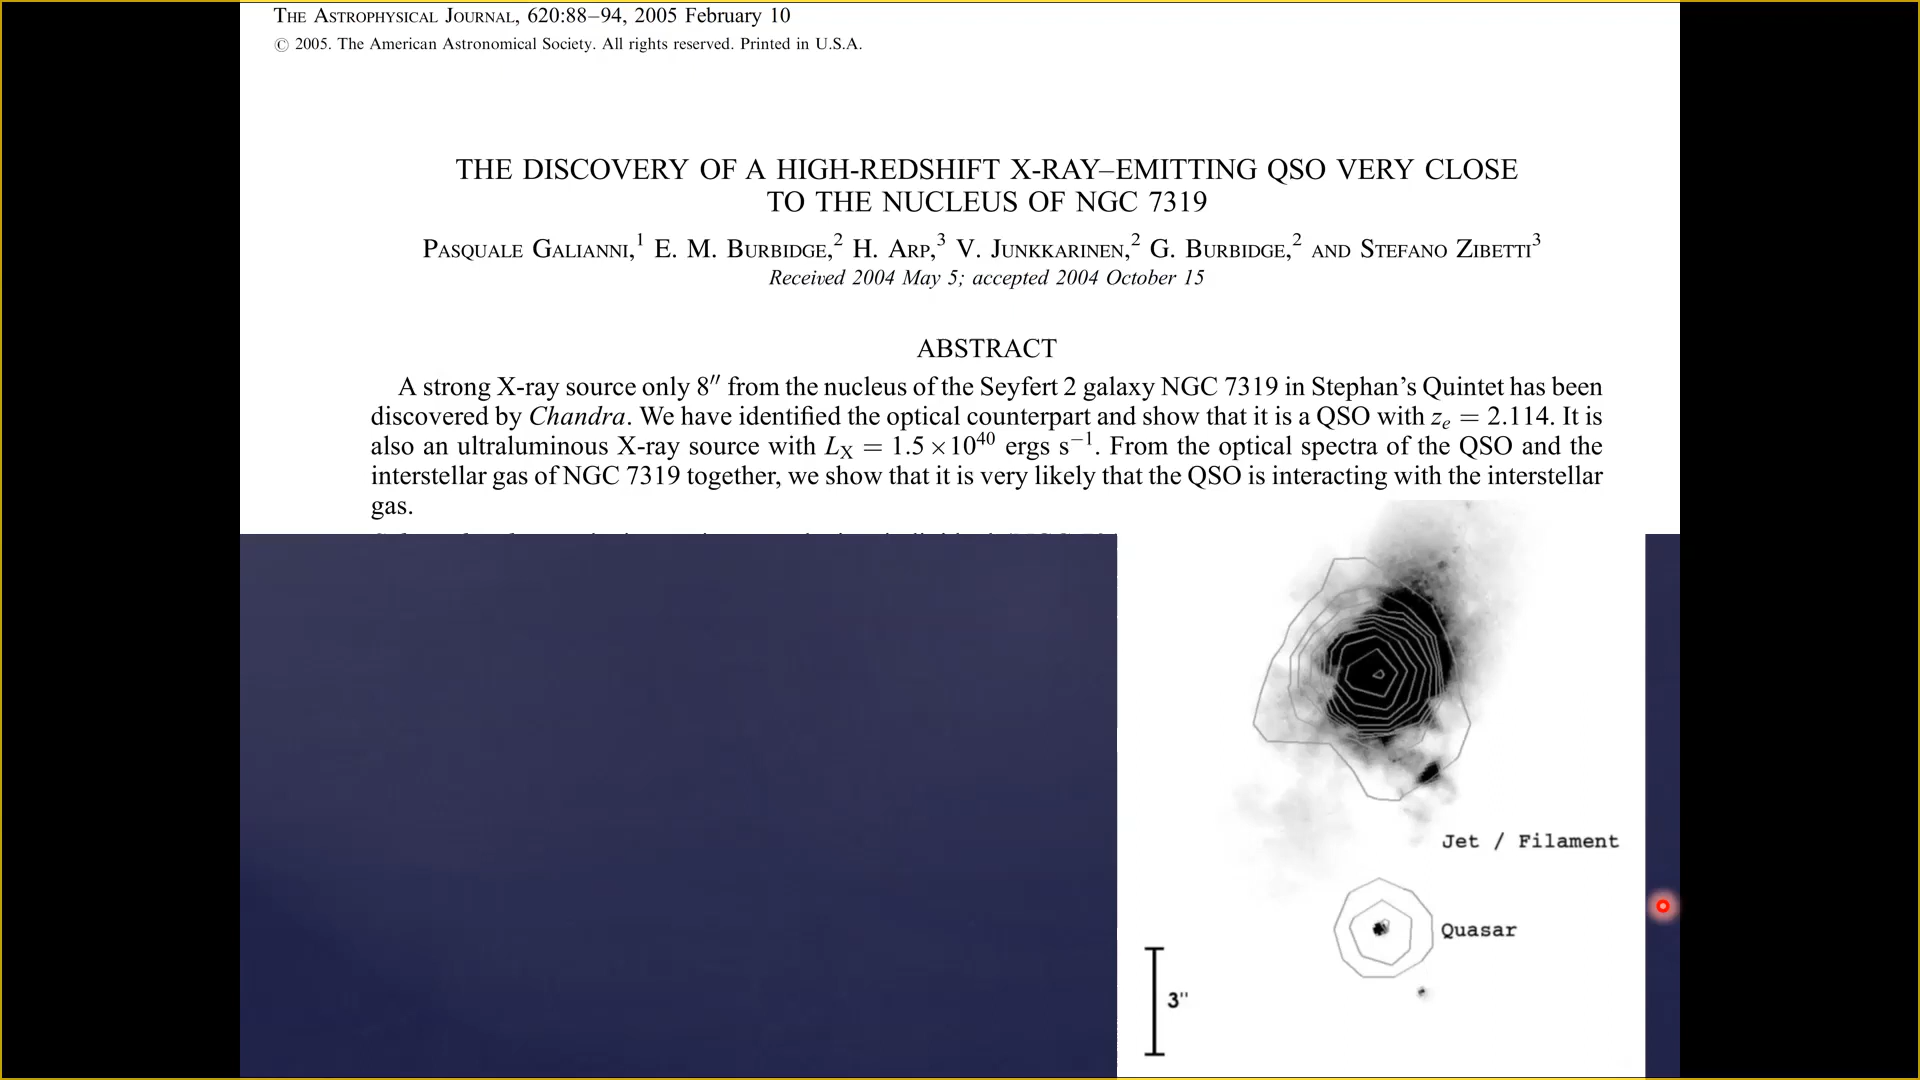 THE ASTROPHYSICAL JOURNAL, 620:88–94, 2005 February 10
© 2005. The American Astronomical Society. All rights reserved. Printed in U.S.A.
THE DISCOVERY OF A HIGH-REDSHIFT X-RAY–EMITTING QSO VERY CLOSE
TO THE NUCLEUS OF NGC 7319
PASQUALE GALIANNI,¹ E. M. BURBIDGE,² H. ARP,³ V. JUNKKARINEN,² G. BURBIDGE,² AND STEFANO ZIBETTI³
Received 2004 May 5; accepted 2004 October 15
ABSTRACT
A strong X-ray source only 8″ from the nucleus of the Seyfert 2 galaxy NGC 7319 in Stephan's Quintet has been
discovered by Chandra. We have identified the optical counterpart and show that it is a QSO with zₑ = 2.114. It is
also an ultraluminous X-ray source with L_X = 1.5 × 10⁴⁰ ergs s⁻¹. From the optical spectra of the QSO and the
interstellar gas of NGC 7319 together, we show that it is very likely that the QSO is interacting with the interstellar
gas.
Jet / Filament
Quasar
3"